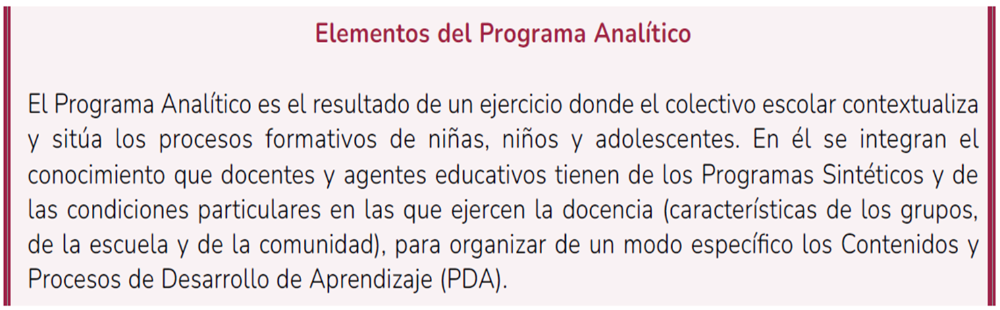 Elementos del Programa Analítico
El Programa Analítico es el resultado de un ejercicio donde el colectivo escolar contextualiza
y sitúa los procesos formativos de niñas, niños y adolescentes. En él se integran el
conocimiento que docentes y agentes educativos tienen de los Programas Sintéticos y de
las condiciones particulares en las que ejercen la docencia (características de los grupos,
de la escuela y de la comunidad), para organizar de un modo específico los Contenidos y
Procesos de Desarrollo de Aprendizaje (PDA).